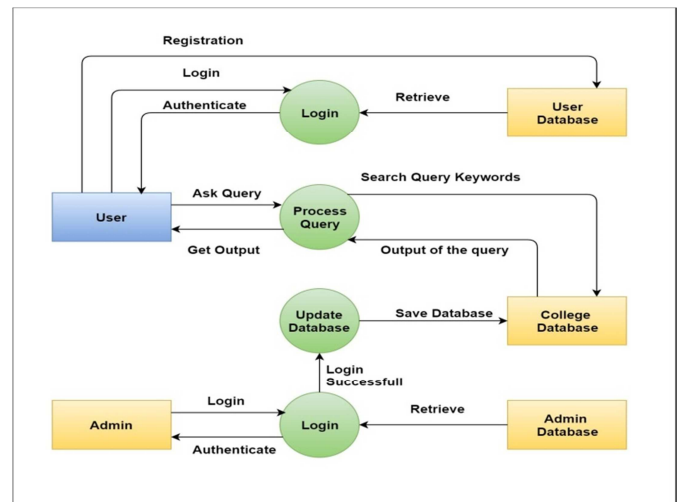 Registration
Login
Authenticate
Login
Retrieve
User
Database
Search Query Keywords
User
Ask Query
Process
Query
Get Output
Output of the query
Update
Database
Save Database
College
Database
Login
Successfull
Admin
Login
Authenticate
Login
Retrieve
Admin
Database